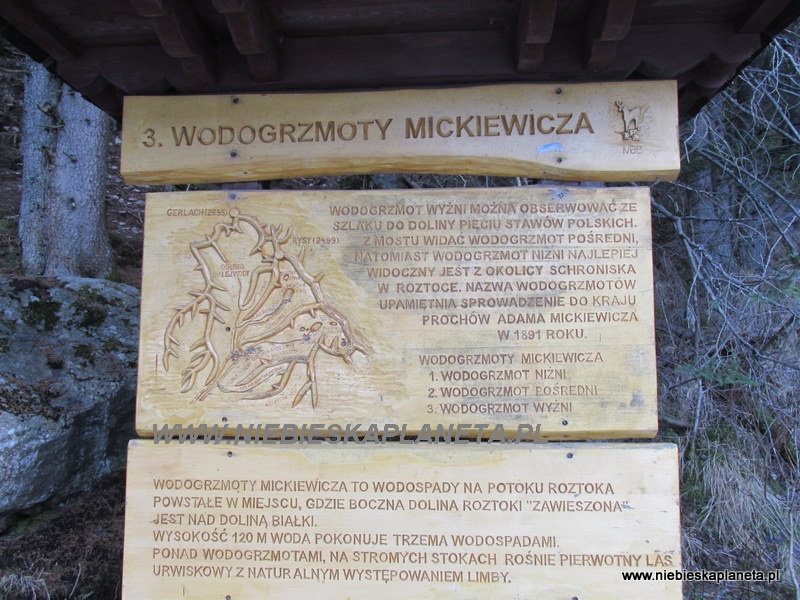 3. WODOGRZMOTY MICKIEWICZA
GERLACH(2655)
RYSY(2499)
WODOGRZMOT WYŻNI MOŻNA OBSERWOWAĆ ZE
SZLAKU DO DOLINY PIĘCIU STAWÓW POLSKICH.
Z MOSTU WIDAĆ WODOGRZMOT POŚREDNI,
NATOMIAST WODOGRZMOT NIŻNI NAJLEPIEJ
WIDOCZNY JEST Z OKOLICY SCHRONISKA
W ROZTOCE. NAZWA WODOGRZMOTÓW
UPAMIĘTNIA SPROWADZENIE DO KRAJU
PROCHÓW ADAMA MICKIEWICZA
W 1891 ROKU.
WODOGRZMOTY MICKIEWICZA
1. WODOGRZMOT NIŻNI
2. WODOGRZMOT POŚREDNI
3. WODOGRZMOT WYŻNI
WWW.NIEBIESKAPLANETA.PL
WODOGRZMOTY MICKIEWICZA TO WODOSPADY NA POTOKU ROZTOKA
POWSTAŁE W MIEJSCU, GDZIE BOCZNA DOLINA ROZTOKI "ZAWIESZONA"
JEST NAD DOLINĄ BIAŁKI.
WYSOKOŚĆ 120 M WODA POKONUJE TRZEMA WODOSPADAMI.
PONAD WODOGRZMOTAMI, NA STROMYCH STOKACH ROŚNIE PIERWOTNY LAS
URWISKOWY Z NATURALNYM WYSTĘPOWANIEM LIMBY.
www.niebieskaplaneta.pl